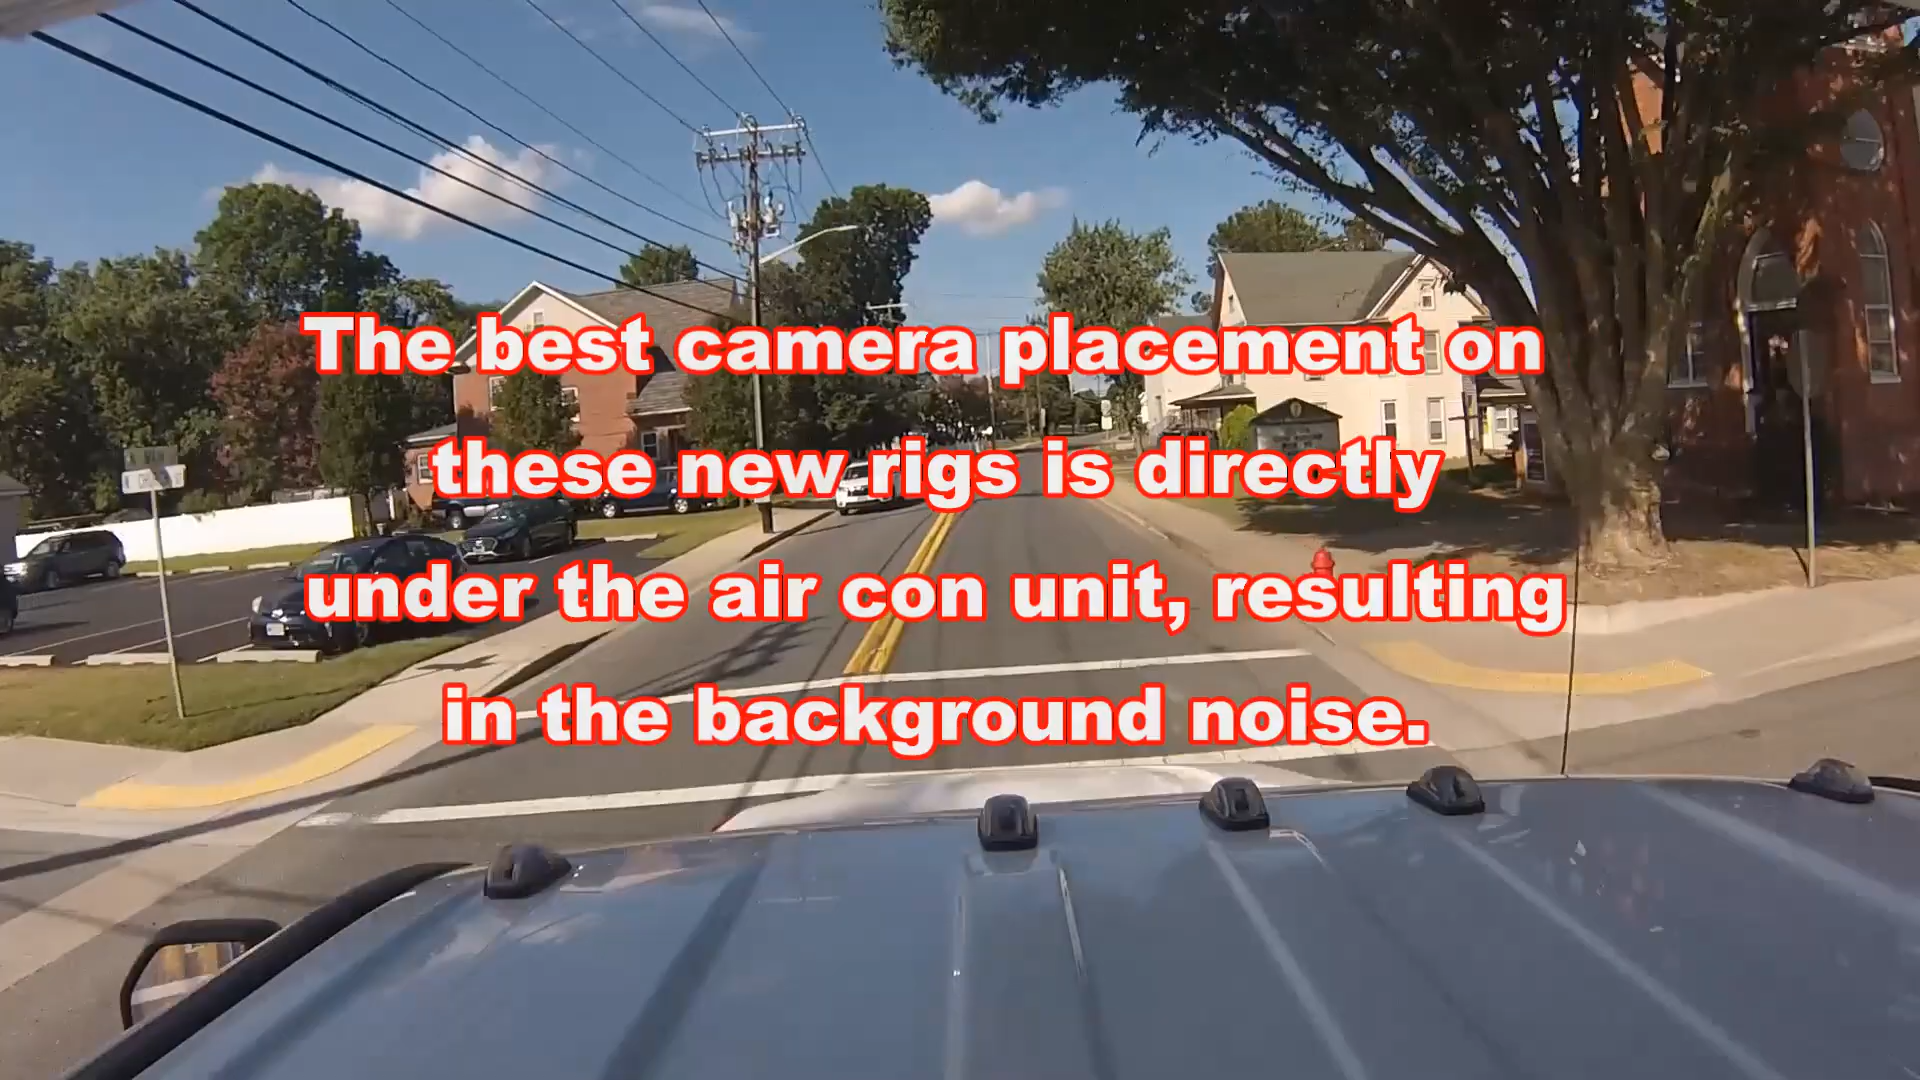 The best camera placement on
these new rigs is directly
under the air con unit, resulting
in the background noise.